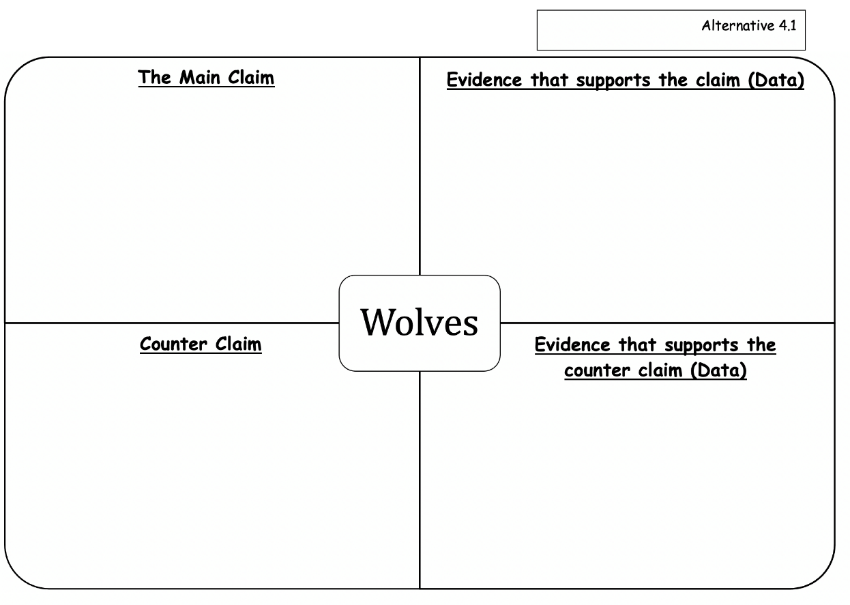 Alternative 4.1
The Main Claim
Evidence that supports the claim (Data)
Wolves
Counter Claim
Evidence that supports the
counter claim (Data)